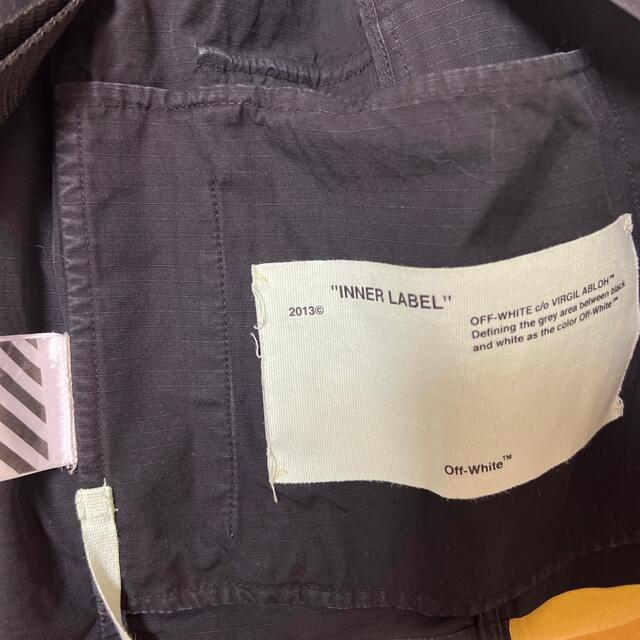 "INNER LABEL"
2013©
OFF-WHITE c/o VIRGIL ABLOH™
Defining the grey area between black
and white as the color Off-White™
Off-White™